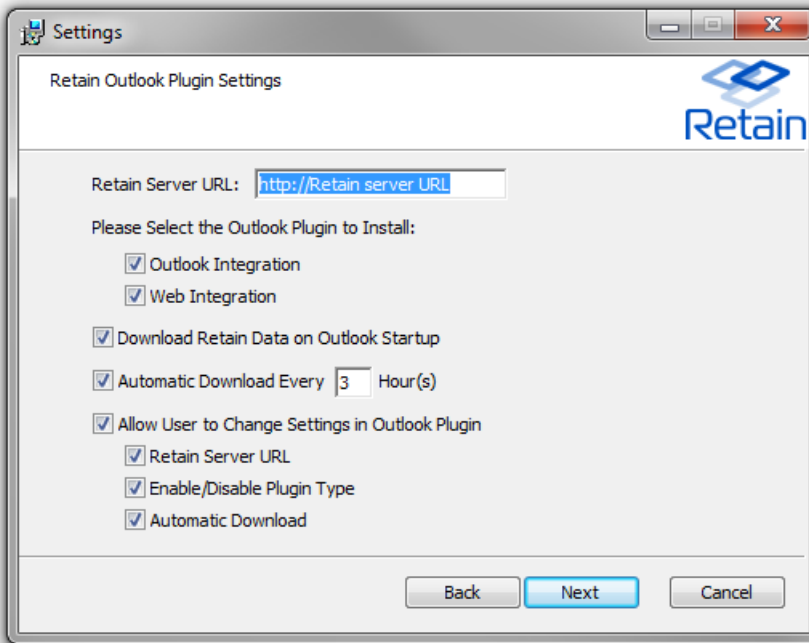 Settings
Retain Outlook Plugin Settings
Retain
Retain Server URL: http://Retain server URL
Please Select the Outlook Plugin to Install:
Outlook Integration
Web Integration
Download Retain Data on Outlook Startup
Automatic Download Every 3 Hour(s)
Allow User to Change Settings in Outlook Plugin
Retain Server URL
Enable/Disable Plugin Type
Automatic Download
Back Next Cancel